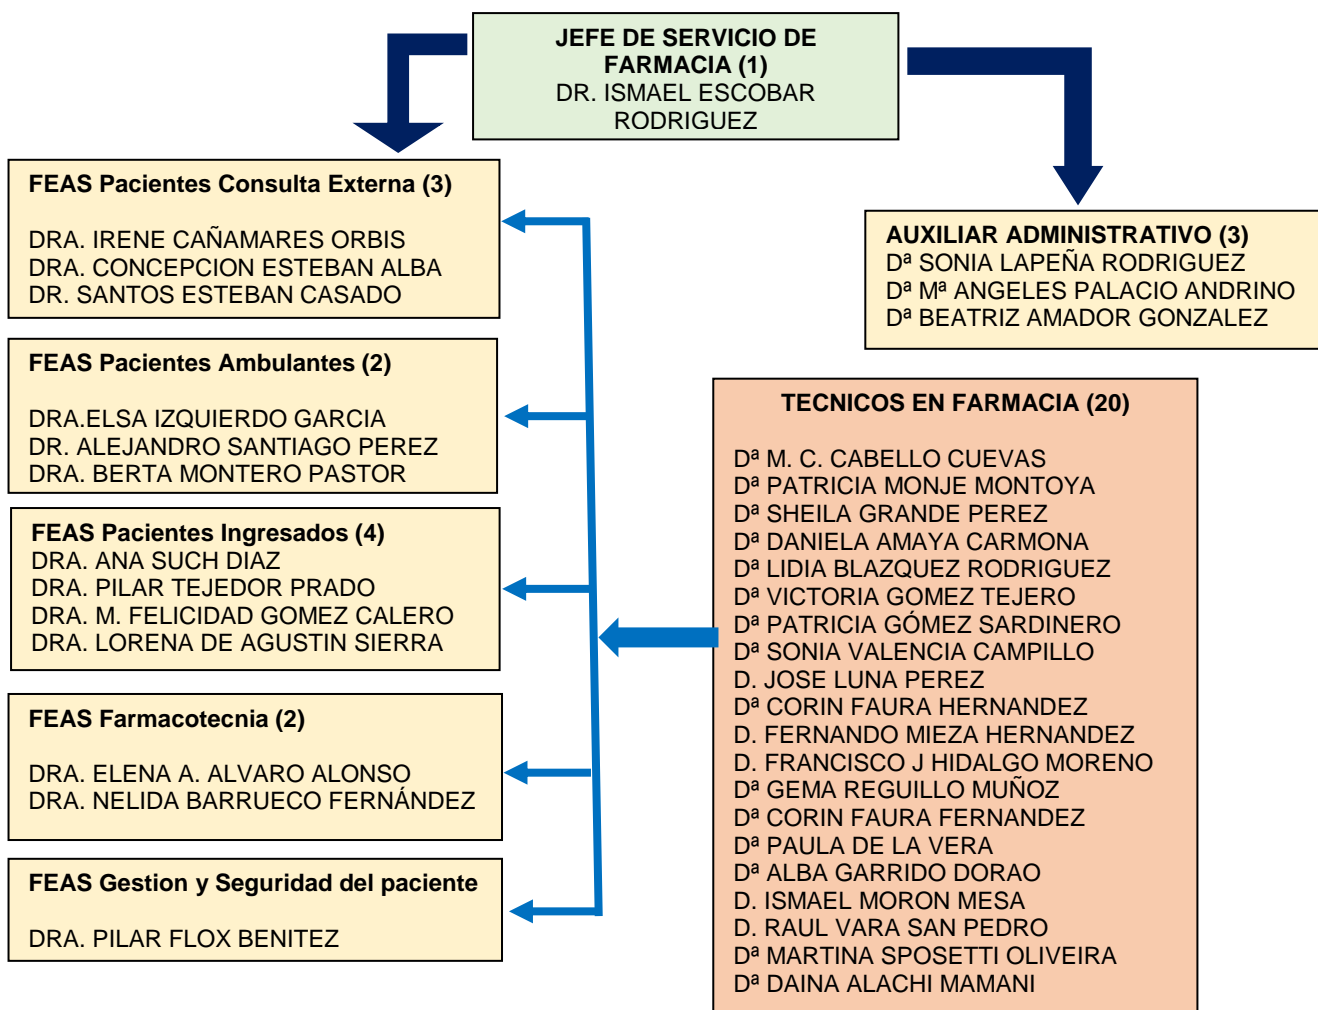 JEFE DE SERVICIO DE
FARMACIA (1)
DR. ISMAEL ESCOBAR
RODRIGUEZ
FEAS Pacientes Consulta Externa (3)
DRA. IRENE CAÑAMARES ORBIS
DRA. CONCEPCION ESTEBAN ALBA
DR. SANTOS ESTEBAN CASADO
AUXILIAR ADMINISTRATIVO (3)
Dª SONIA LAPEÑA RODRIGUEZ
Dª Mª ANGELES PALACIO ANDRINO
Dª BEATRIZ AMADOR GONZALEZ
FEAS Pacientes Ambulantes (2)
DRA.ELSA IZQUIERDO GARCIA
DR. ALEJANDRO SANTIAGO PEREZ
DRA. BERTA MONTERO PASTOR
FEAS Pacientes Ingresados (4)
DRA. ANA SUCH DIAZ
DRA. PILAR TEJEDOR PRADO
DRA. M. FELICIDAD GOMEZ CALERO
DRA. LORENA DE AGUSTIN SIERRA
FEAS Farmacotecnia (2)
DRA. ELENA A. ALVARO ALONSO
DRA. NELIDA BARRUECO FERNÁNDEZ
FEAS Gestion y Seguridad del paciente
DRA. PILAR FLOX BENITEZ
TECNICOS EN FARMACIA (20)
Dª M. C. CABELLO CUEVAS
Dª PATRICIA MONJE MONTOYA
Dª SHEILA GRANDE PEREZ
Dª DANIELA AMAYA CARMONA
Dª LIDIA BLAZQUEZ RODRIGUEZ
Dª VICTORIA GOMEZ TEJERO
Dª PATRICIA GÓMEZ SARDINERO
Dª SONIA VALENCIA CAMPILLO
D. JOSE LUNA PEREZ
Dª CORIN FAURA HERNANDEZ
D. FERNANDO MIEZA HERNANDEZ
D. FRANCISCO J HIDALGO MORENO
Dª GEMA REGUILLO MUÑOZ
Dª CORIN FAURA FERNANDEZ
Dª PAULA DE LA VERA
Dª ALBA GARRIDO DORAO
D. ISMAEL MORON MESA
D. RAUL VARA SAN PEDRO
Dª MARTINA SPOSETTI OLIVEIRA
Dª DAINA ALACHI MAMANI